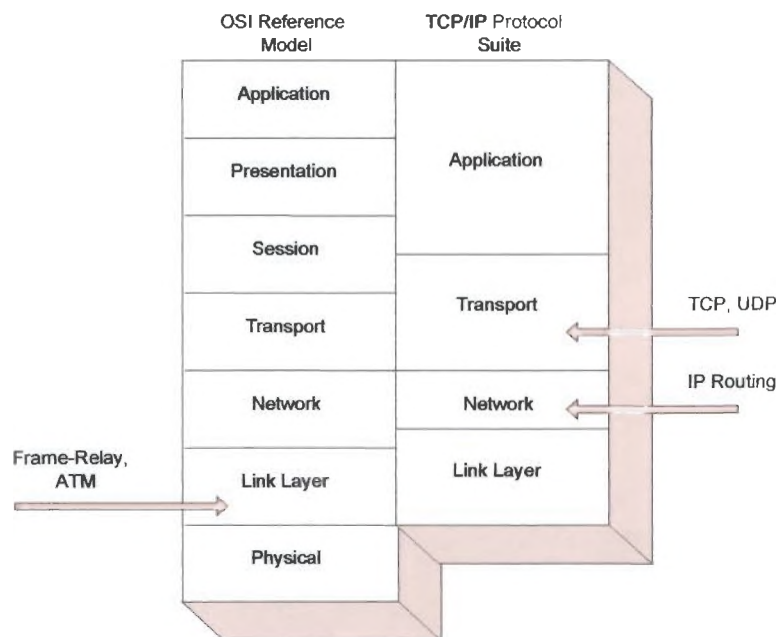 OSI Reference
Model
TCP/IP Protocol
Suite
Application
Presentation
Session
Transport
Network
Link Layer
Physical
Application
Transport
Network
Link Layer
TCP, UDP
IP Routing
Frame-Relay,
ATM